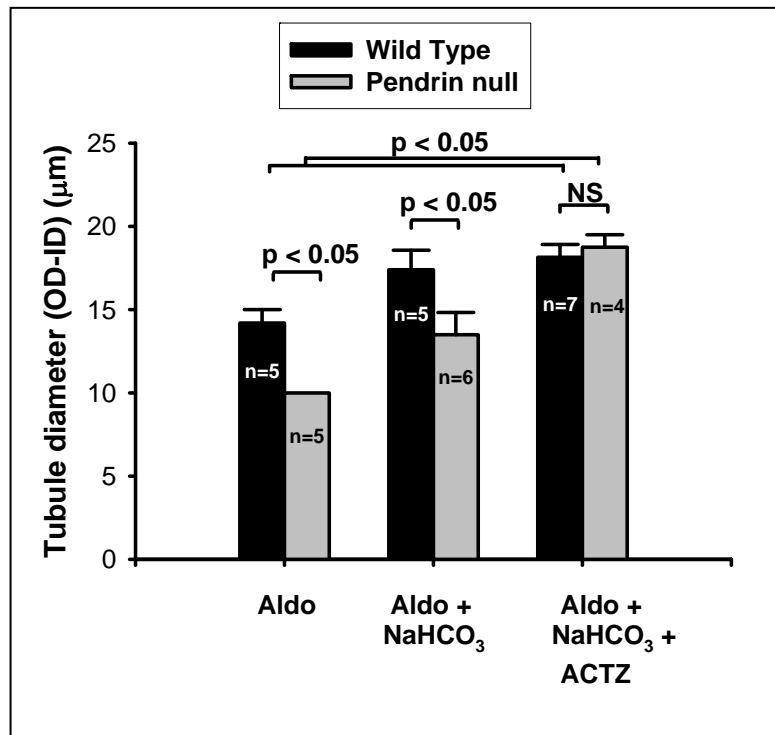 Wild Type
Pendrin null
Tubule diameter (OD-ID) (μm)
25
20
15
10
5
0
p < 0.05
NS
p < 0.05
p < 0.05
n=5
n=5
n=5
n=6
n=7
n=4
Aldo
Aldo +
NaHCO₃
Aldo +
NaHCO₃ +
ACTZ